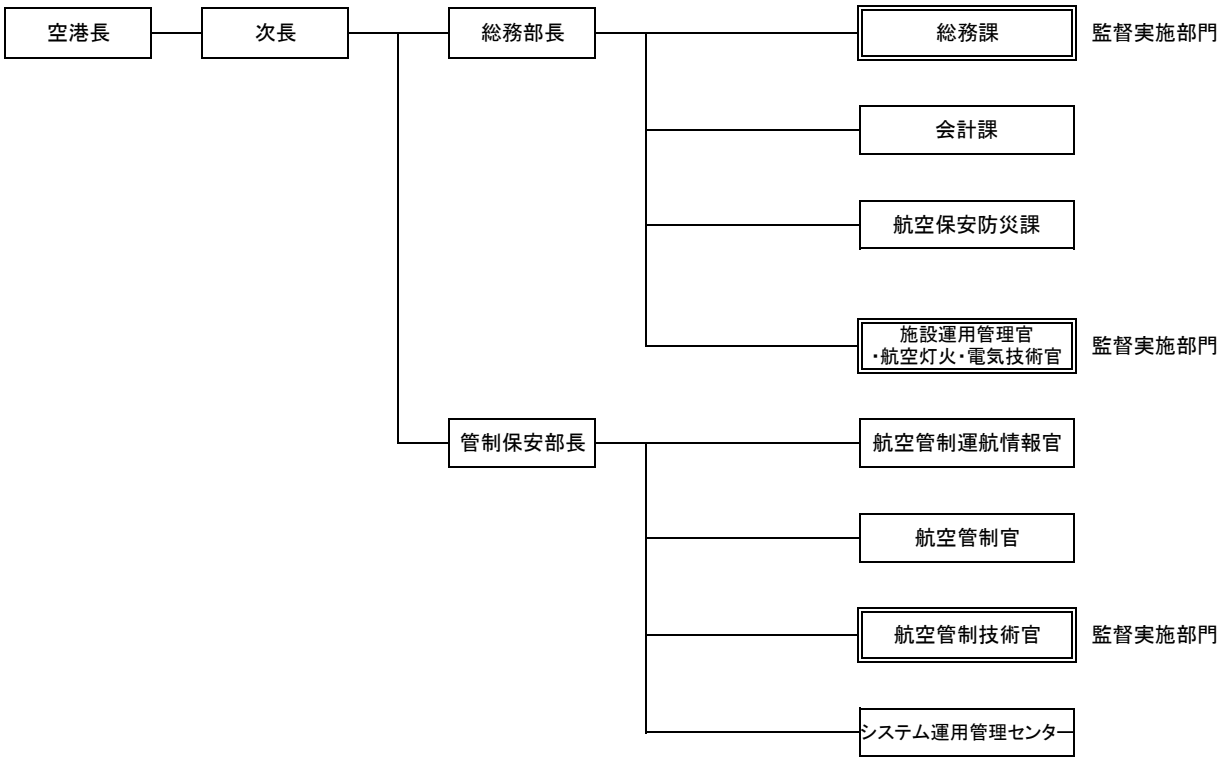 空港長
次長
総務部長
総務課
監督実施部門
会計課
航空保安防災課
施設運用管理官
・航空灯火・電気技術官
監督実施部門
管制保安部長
航空管制運航情報官
航空管制官
航空管制技術官
監督実施部門
システム運用管理センター